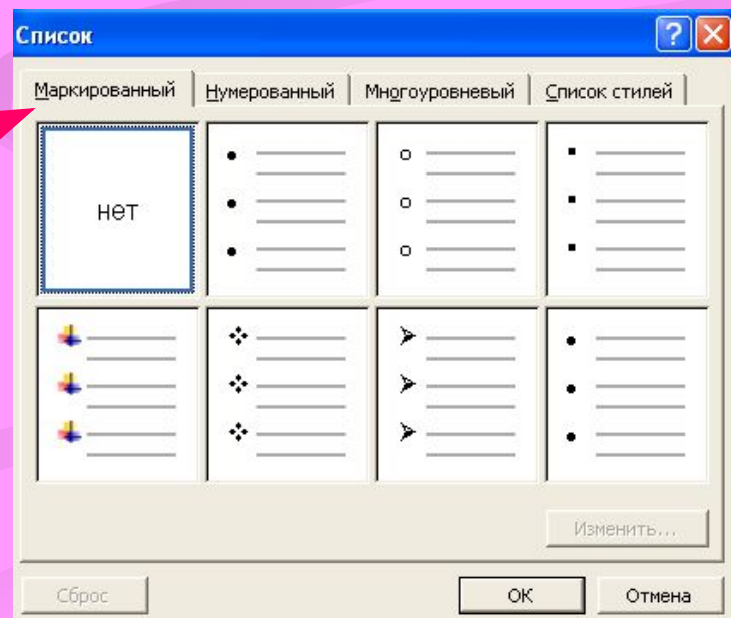 Список
Маркированный Нумерованный Многоуровневый Список стилей
нет
Изменить...
Сброс ОК Отмена